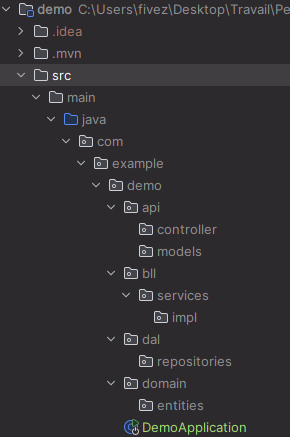 demo C:\Users\fivez\Desktop\Travail\Pe
.idea
.mvn
src
main
java
com
example
demo
api
controller
models
bll
services
impl
dal
repositories
domain
entities
DemoApplication